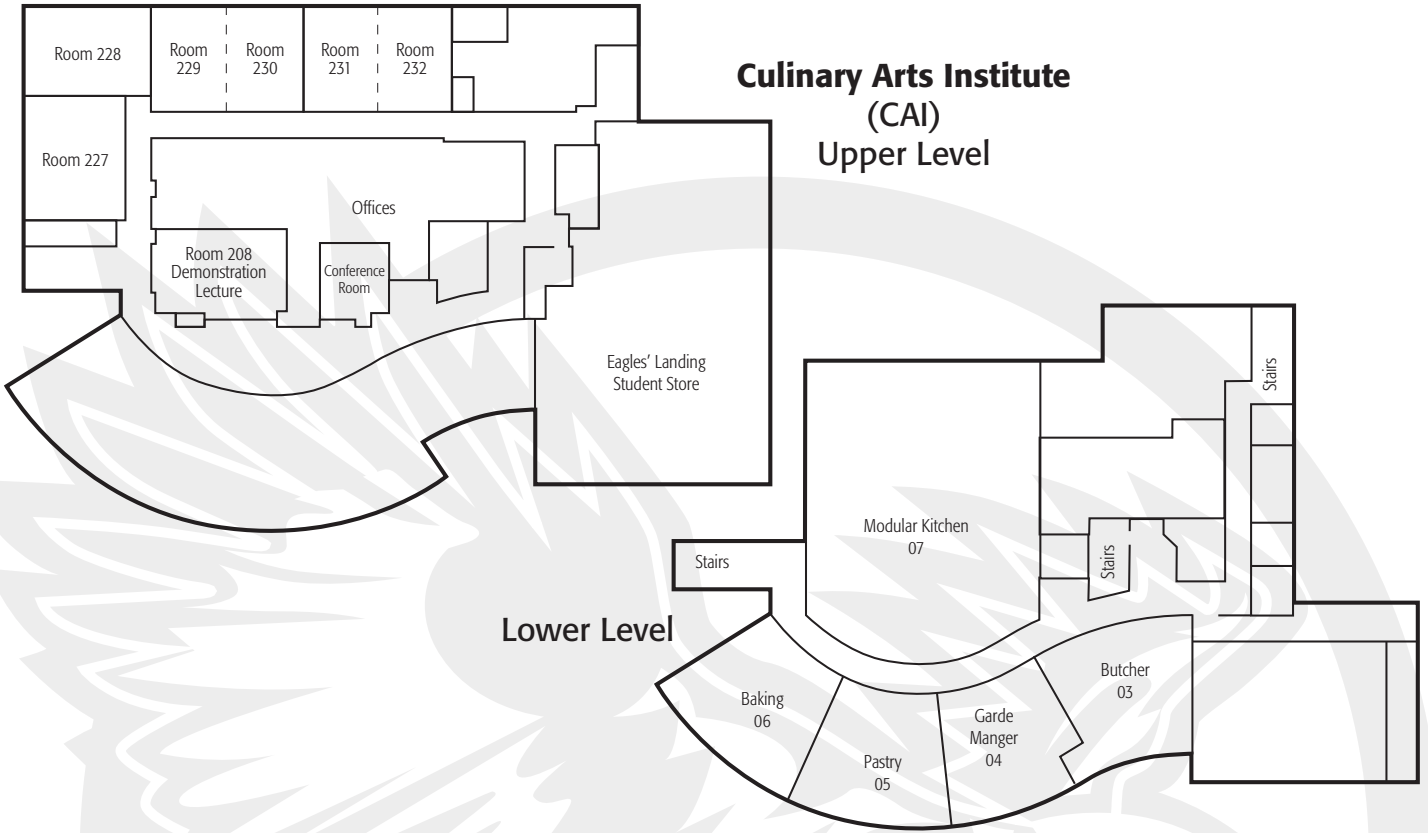 Culinary Arts Institute
(CAI)
Upper Level
Room 228
Room
229
Room
230
Room
231
Room
232
Room 227
Offices
Room 208
Demonstration
Lecture
Conference
Room
Eagles’ Landing
Student Store
Lower Level
Stairs
Modular Kitchen
07
Stairs
Stairs
Baking
06
Pastry
05
Garde
Manger
04
Butcher
03